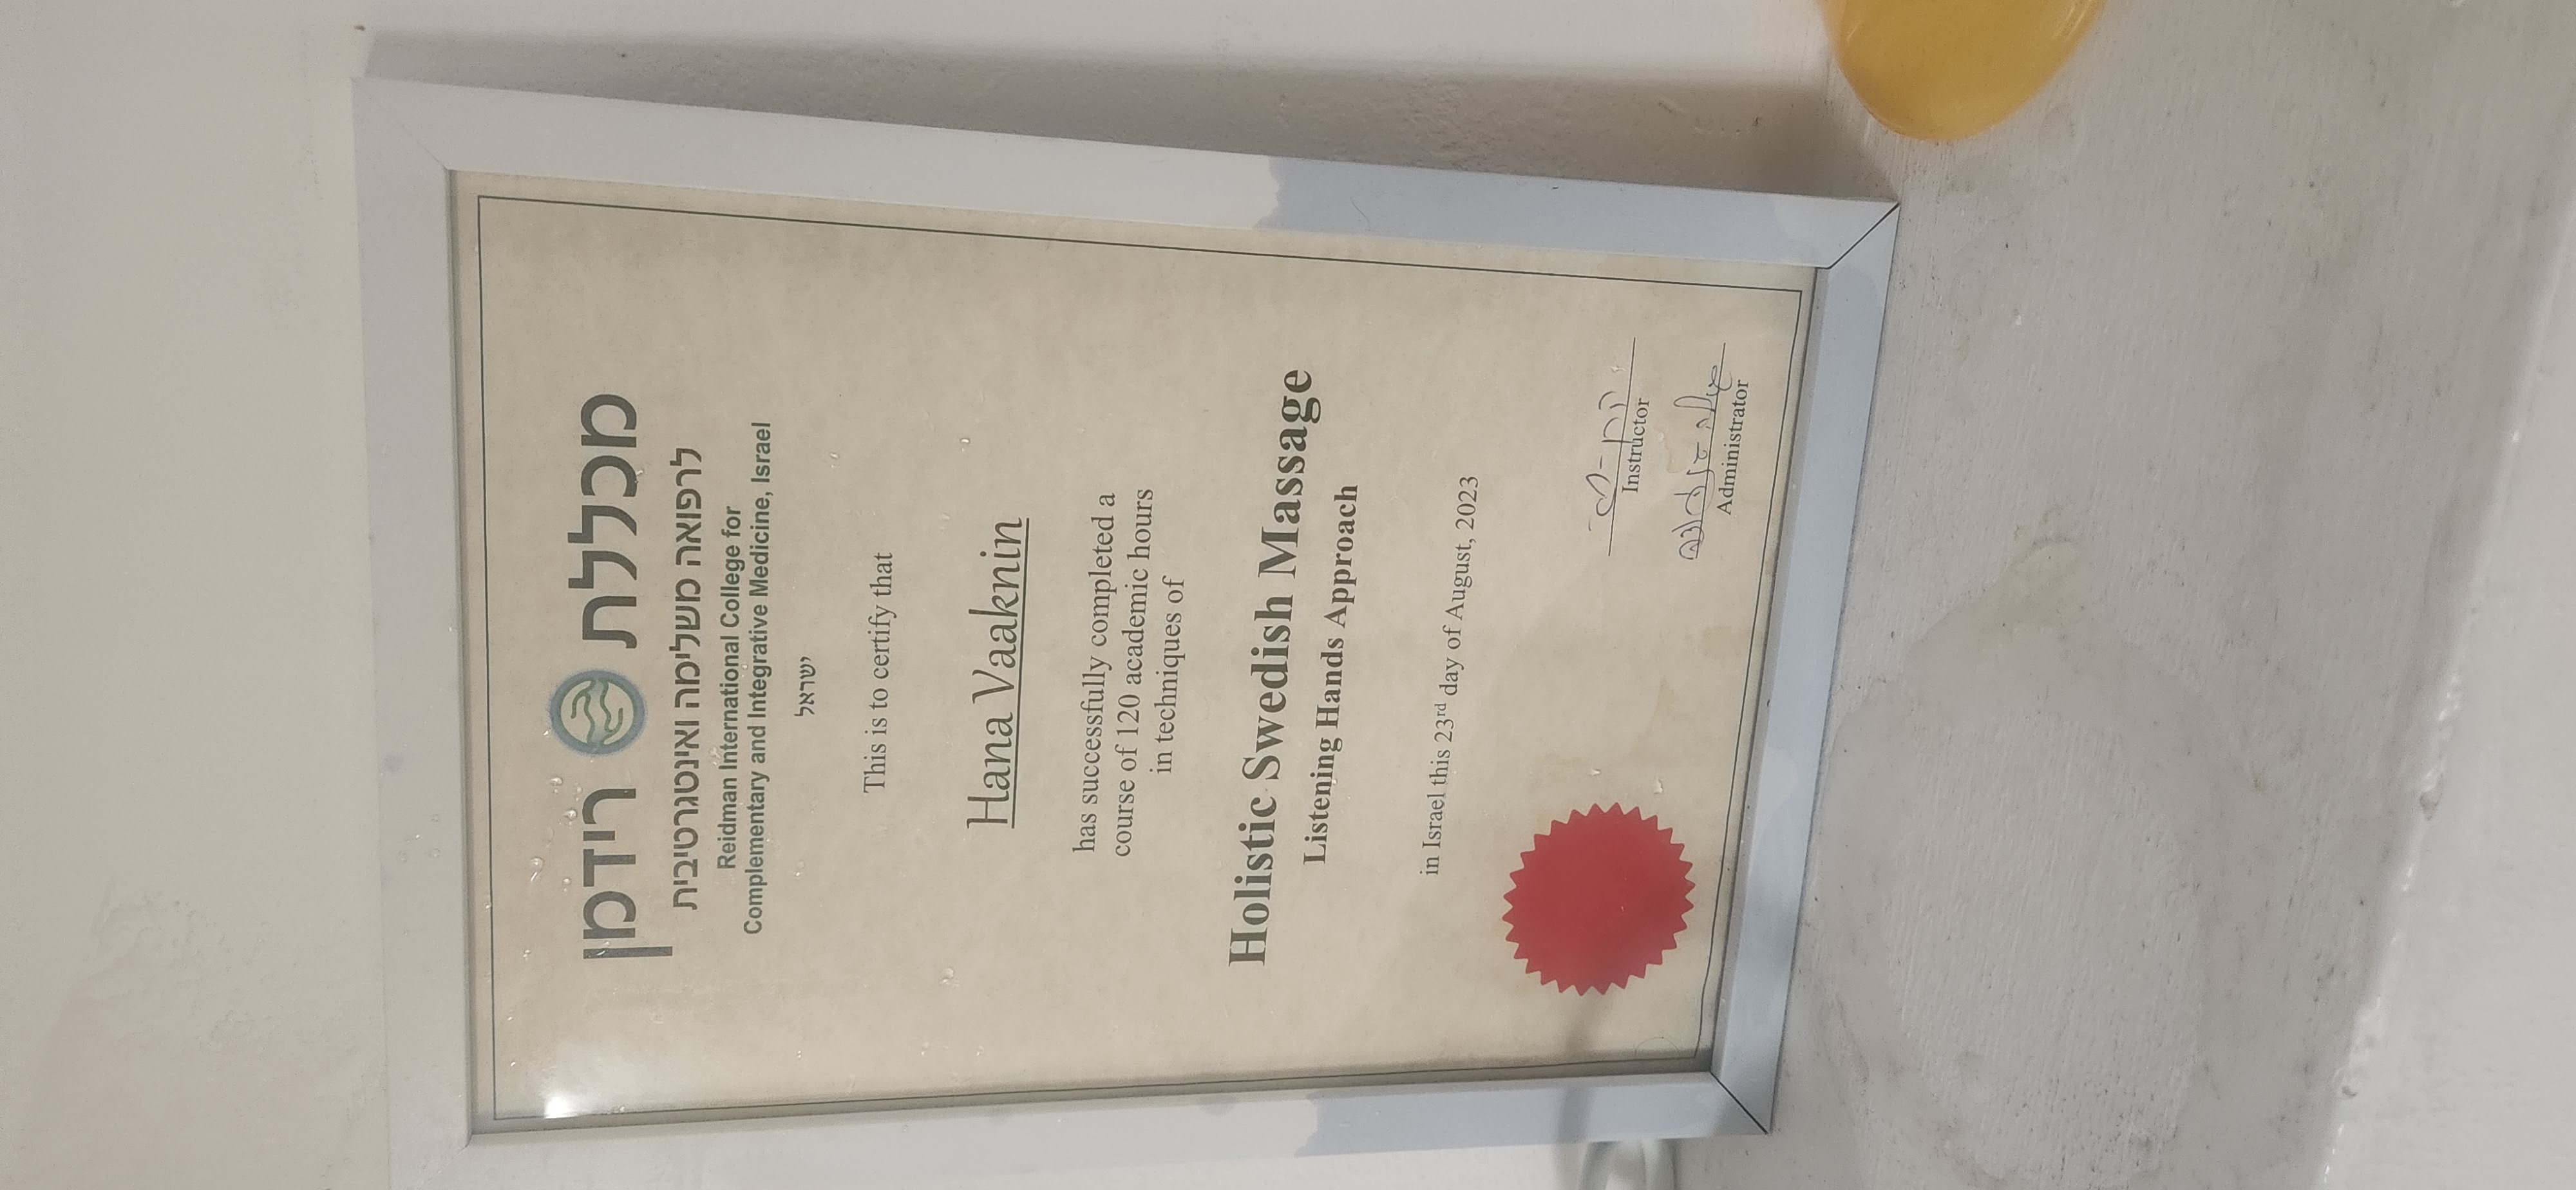 מכללת רידמן
לרפואה משלימה ואינטגרטיבית
Reidman International College for
Complementary and Integrative Medicine, Israel
ישראל
This is to certify that
Hana Vaaknin
has successfully completed a
course of 120 academic hours
in techniques of
Holistic Swedish Massage
Listening Hands Approach
in Israel this 23rd day of August, 2023
Instructor
Administrator